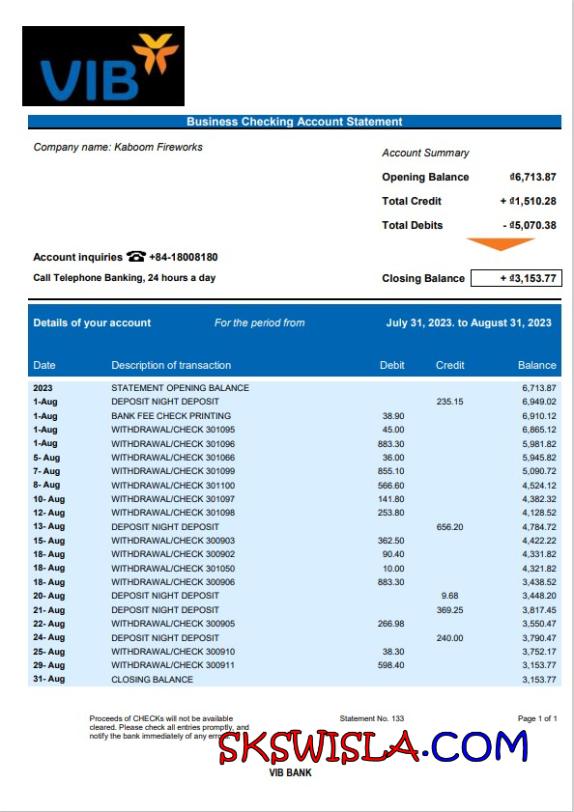 VIB
Business Checking Account Statement
Company name: Kaboom Fireworks
Account Summary
Opening Balance ₫6,713.87
Total Credit + ₫1,510.28
Total Debits - ₫5,070.38
Account inquiries ☎ +84-18008180
Call Telephone Banking, 24 hours a day
Closing Balance + ₫3,153.77
Details of your account For the period from July 31, 2023. to August 31, 2023
Date Description of transaction Debit Credit Balance
2023 STATEMENT OPENING BALANCE 6,713.87
1-Aug DEPOSIT NIGHT DEPOSIT 235.15 6,949.02
1-Aug BANK FEE CHECK PRINTING 38.90 6,910.12
1-Aug WITHDRAWAL/CHECK 301095 45.00 6,865.12
1-Aug WITHDRAWAL/CHECK 301096 883.30 5,981.82
5- Aug WITHDRAWAL/CHECK 301066 36.00 5,945.82
7- Aug WITHDRAWAL/CHECK 301099 855.10 5,090.72
8- Aug WITHDRAWAL/CHECK 301100 566.60 4,524.12
10- Aug WITHDRAWAL/CHECK 301097 141.80 4,382.32
12- Aug WITHDRAWAL/CHECK 301098 253.80 4,128.52
13- Aug DEPOSIT NIGHT DEPOSIT 656.20 4,784.72
15- Aug WITHDRAWAL/CHECK 300903 362.50 4,422.22
18- Aug WITHDRAWAL/CHECK 300902 90.40 4,331.82
18- Aug WITHDRAWAL/CHECK 301050 10.00 4,321.82
18- Aug WITHDRAWAL/CHECK 300906 883.30 3,438.52
20- Aug DEPOSIT NIGHT DEPOSIT 9.68 3,448.20
21- Aug DEPOSIT NIGHT DEPOSIT 369.25 3,817.45
22- Aug WITHDRAWAL/CHECK 300905 266.98 3,550.47
24- Aug DEPOSIT NIGHT DEPOSIT 240.00 3,790.47
25- Aug WITHDRAWAL/CHECK 300910 38.30 3,752.17
29- Aug WITHDRAWAL/CHECK 300911 598.40 3,153.77
31- Aug CLOSING BALANCE 3,153.77
Proceeds of CHECKs will not be available Statement No. 133 Page 1 of 1
cleared. Please check all entries promptly, and
notify the bank immediately of any
SKSWISLA.COM
VIB BANK